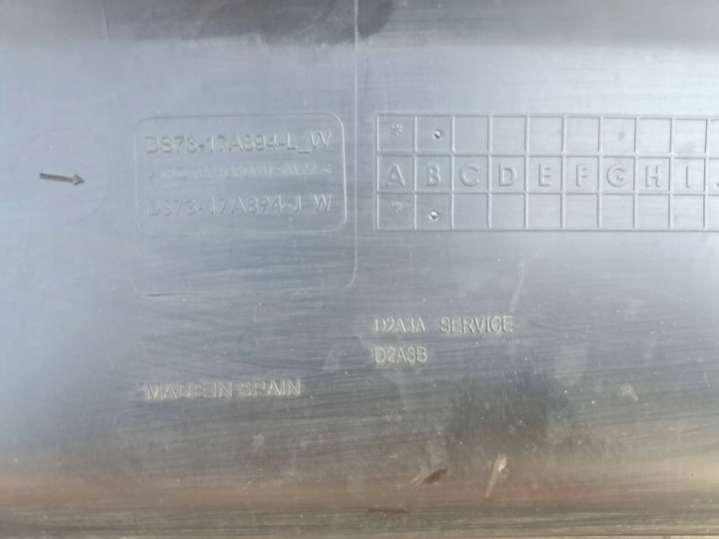 DS73-17A894-L_W
DS73-17A894-J_W
* o
A B C D E F G H I
* o
D2A3A SERVICE
D2A3B
MADE IN SPAIN